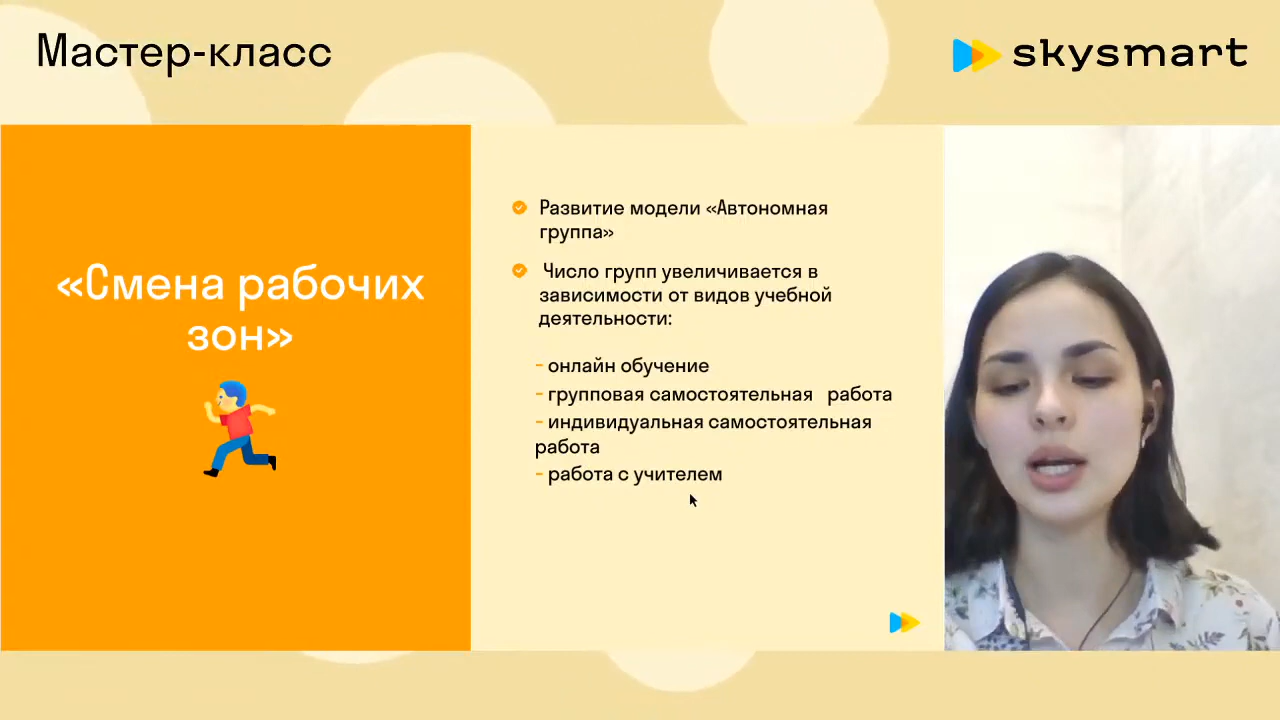 Мастер-класс
skysmart
«Смена рабочих
зон»
Развитие модели «Автономная
группа»
Число групп увеличивается в
зависимости от видов учебной
деятельности:
- онлайн обучение
- групповая самостоятельная работа
- индивидуальная самостоятельная
работа
- работа с учителем